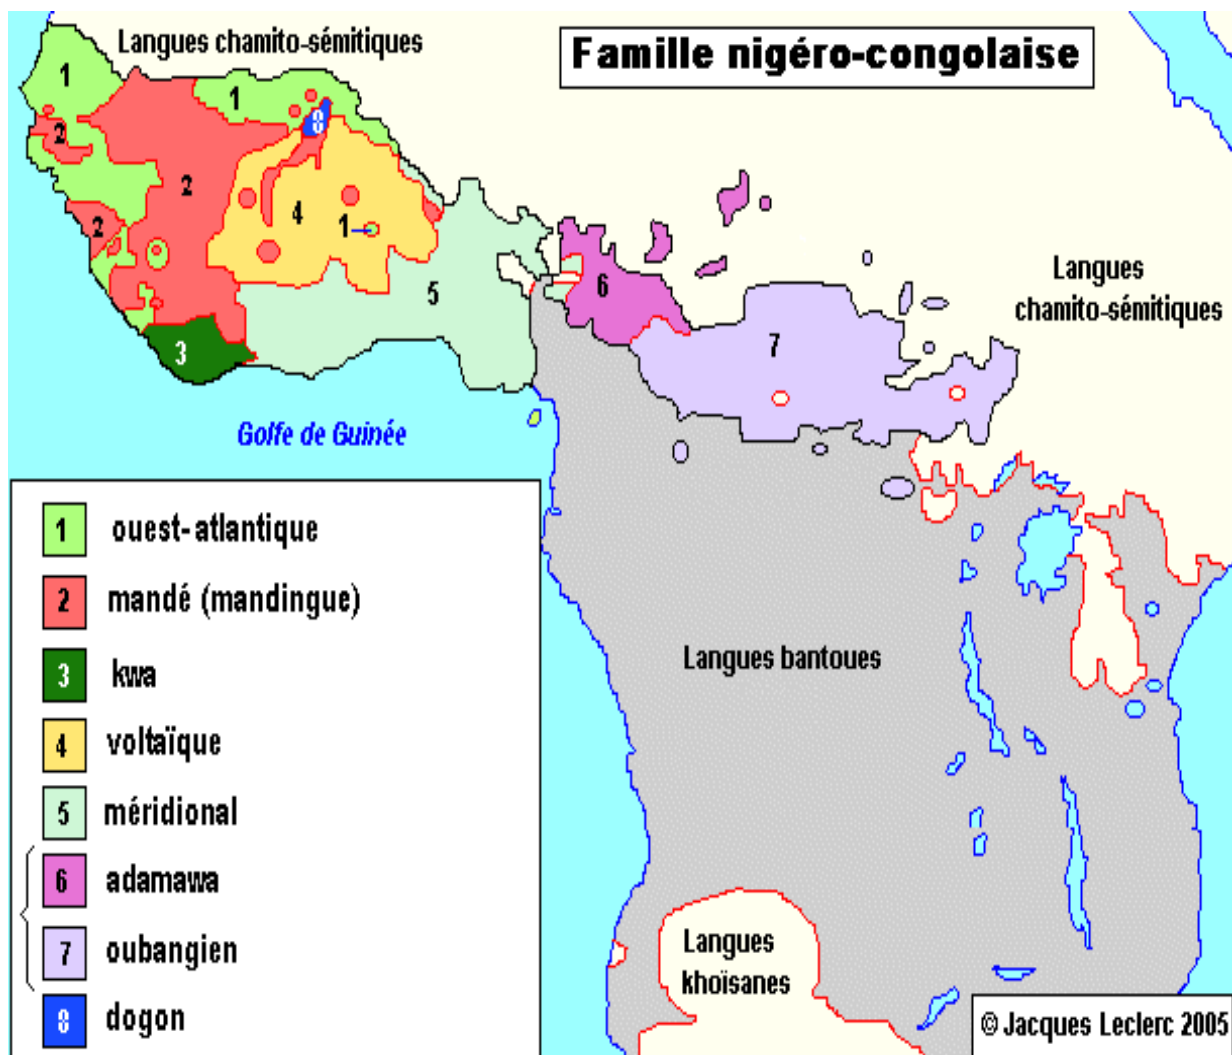 Langues chamito-sémitiques
Famille nigéro-congolaise
1
1
8
2
2
4
2
1
5
6
Langues
chamito-sémitiques
7
3
Golfe de Guinée
1 ouest-atlantique
2 mandé (mandingue)
3 kwa
4 voltaïque
5 méridional
6 adamawa
7 oubangien
8 dogon
Langues bantoues
Langues
khoïsanes
© Jacques Leclerc 2005